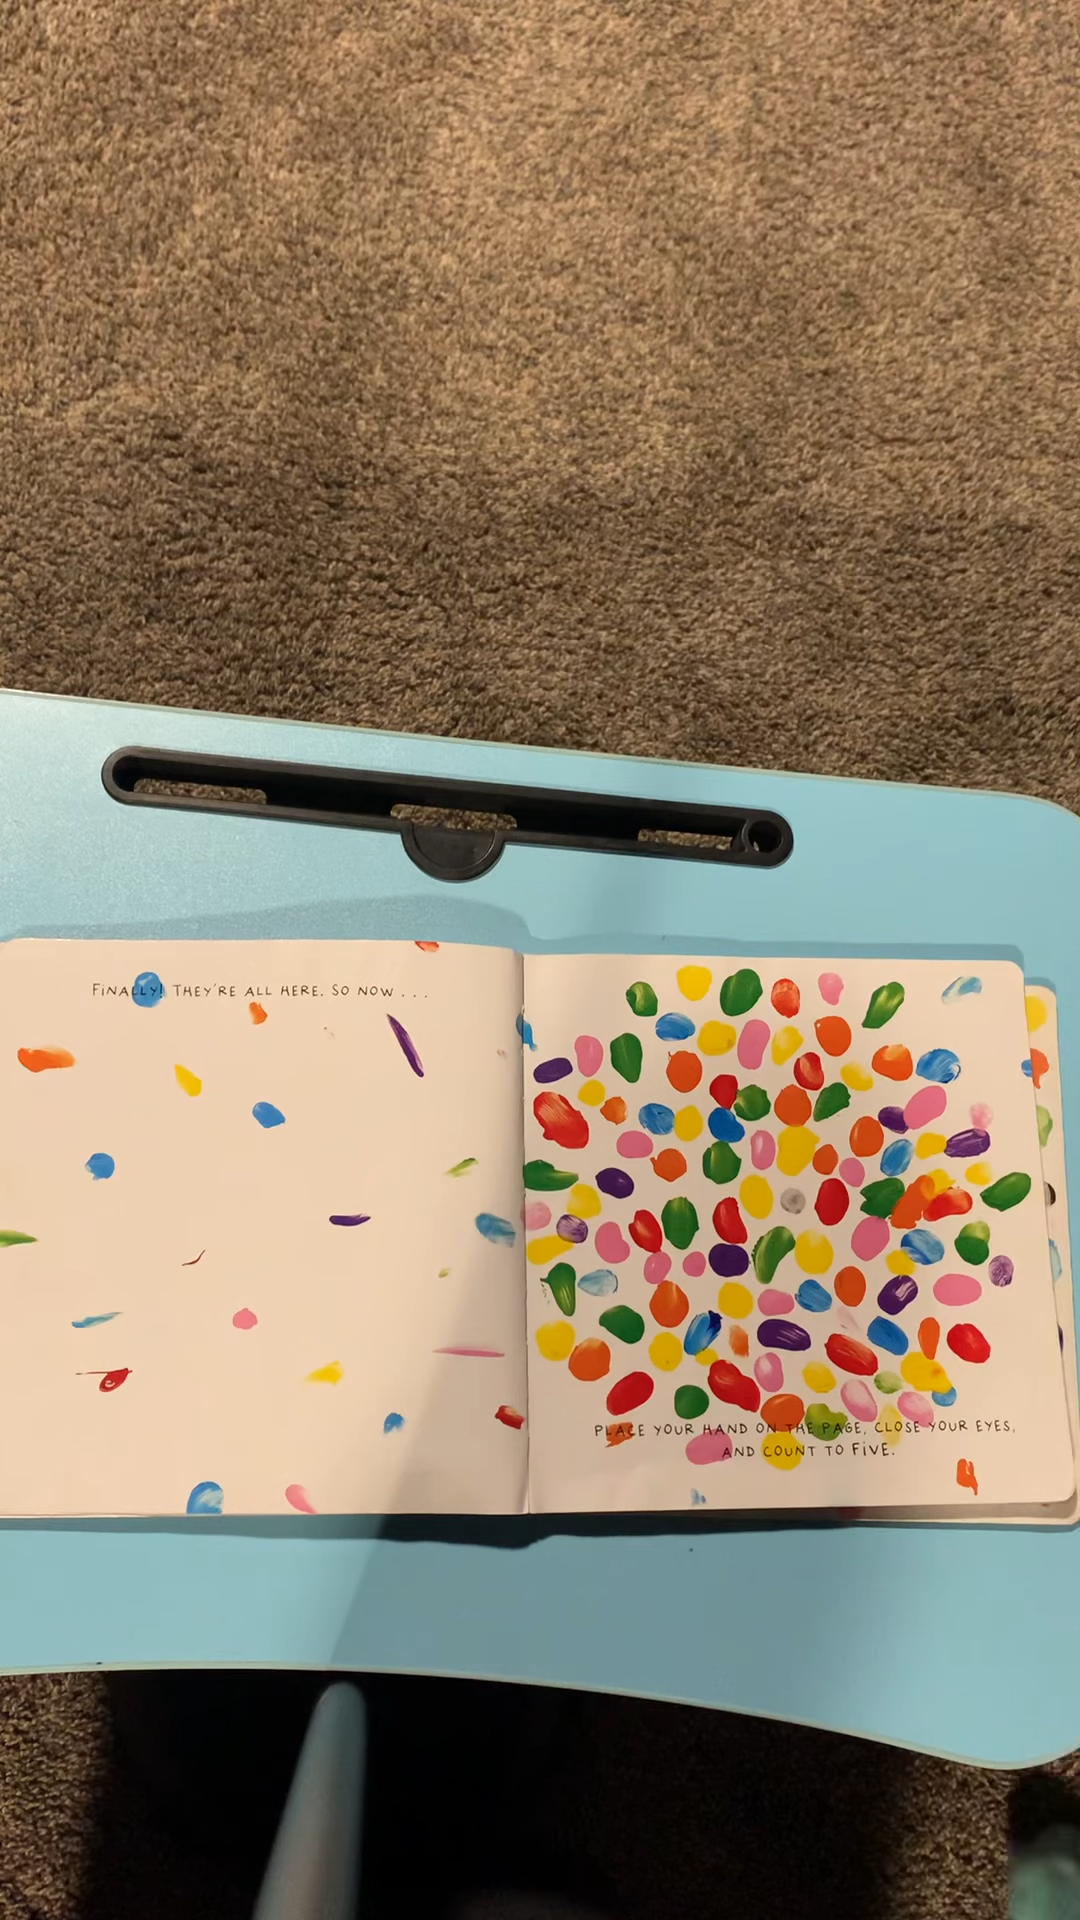 FiNALLY! THEY'RE ALL HERE. SO NOW . . .
PLACE YOUR HAND ON THE PAGE, CLOSE YOUR EYES,
AND COUNT TO FiVE.